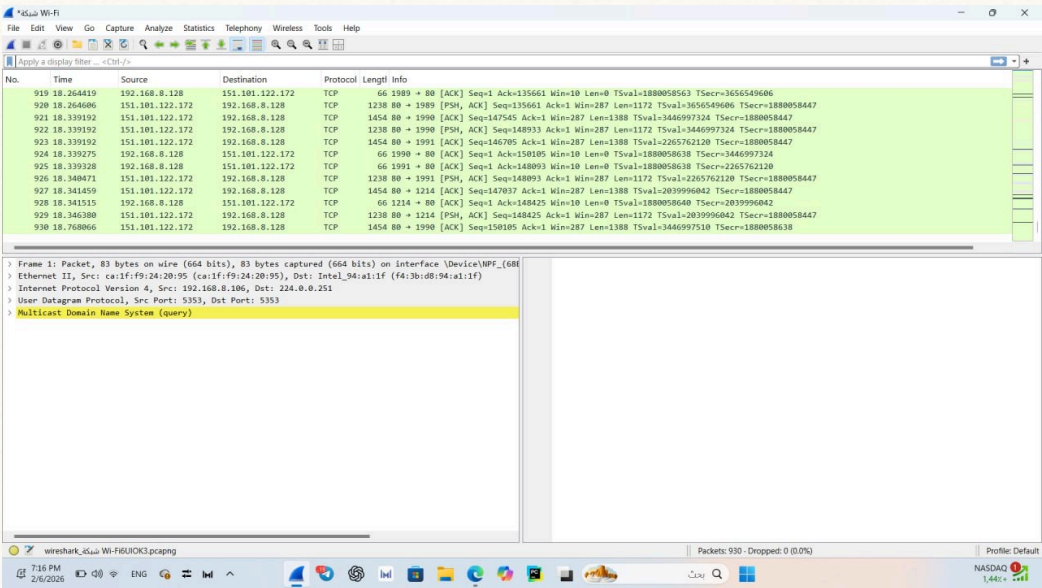 *شبكة Wi-Fi
File Edit View Go Capture Analyze Statistics Telephony Wireless Tools Help
Apply a display filter ... <Ctrl-/>
No. Time Source Destination Protocol Lengtl Info
919 18.264419 192.168.8.128 151.101.122.172 TCP 66 1989 → 80 [ACK] Seq=1 Ack=135661 Win=10 Len=0 TSval=1880058563 TSecr=3656549606
920 18.264606 151.101.122.172 192.168.8.128 TCP 1238 80 → 1989 [PSH, ACK] Seq=135661 Ack=1 Win=287 Len=1172 TSval=3656549606 TSecr=1880058447
921 18.339192 151.101.122.172 192.168.8.128 TCP 1454 80 → 1990 [ACK] Seq=147545 Ack=1 Win=287 Len=1388 TSval=3446997324 TSecr=1880058447
922 18.339192 151.101.122.172 192.168.8.128 TCP 1238 80 → 1990 [PSH, ACK] Seq=148933 Ack=1 Win=287 Len=1172 TSval=3446997324 TSecr=1880058447
923 18.339192 151.101.122.172 192.168.8.128 TCP 1454 80 → 1991 [ACK] Seq=146705 Ack=1 Win=287 Len=1388 TSval=2265762120 TSecr=1880058447
924 18.339275 192.168.8.128 151.101.122.172 TCP 66 1990 → 80 [ACK] Seq=1 Ack=150105 Win=10 Len=0 TSval=1880058638 TSecr=3446997324
925 18.339328 192.168.8.128 151.101.122.172 TCP 66 1991 → 80 [ACK] Seq=1 Ack=148093 Win=10 Len=0 TSval=1880058638 TSecr=2265762120
926 18.340471 151.101.122.172 192.168.8.128 TCP 1238 80 → 1991 [PSH, ACK] Seq=148093 Ack=1 Win=287 Len=1172 TSval=2265762120 TSecr=1880058447
927 18.341459 151.101.122.172 192.168.8.128 TCP 1454 80 → 1214 [ACK] Seq=147037 Ack=1 Win=287 Len=1388 TSval=2039996042 TSecr=1880058447
928 18.341515 192.168.8.128 151.101.122.172 TCP 66 1214 → 80 [ACK] Seq=1 Ack=148425 Win=10 Len=0 TSval=1880058640 TSecr=2039996042
929 18.346380 151.101.122.172 192.168.8.128 TCP 1238 80 → 1214 [PSH, ACK] Seq=148425 Ack=1 Win=287 Len=1172 TSval=2039996042 TSecr=1880058447
930 18.768066 151.101.122.172 192.168.8.128 TCP 1454 80 → 1990 [ACK] Seq=150105 Ack=1 Win=287 Len=1388 TSval=3446997510 TSecr=1880058638
> Frame 1: Packet, 83 bytes on wire (664 bits), 83 bytes captured (664 bits) on interface \Device\NPF_{68E
> Ethernet II, Src: ca:1f:f9:24:20:95 (ca:1f:f9:24:20:95), Dst: Intel_94:a1:1f (f4:3b:d8:94:a1:1f)
> Internet Protocol Version 4, Src: 192.168.8.106, Dst: 224.0.0.251
> User Datagram Protocol, Src Port: 5353, Dst Port: 5353
> Multicast Domain Name System (query)
wireshark_شبكة Wi-Fi6UIOK3.pcapng Packets: 930 - Dropped: 0 (0.0%) Profile: Default
7:16 PM
2/6/2026
ENG
بحث
NASDAQ 1
1,44٪+